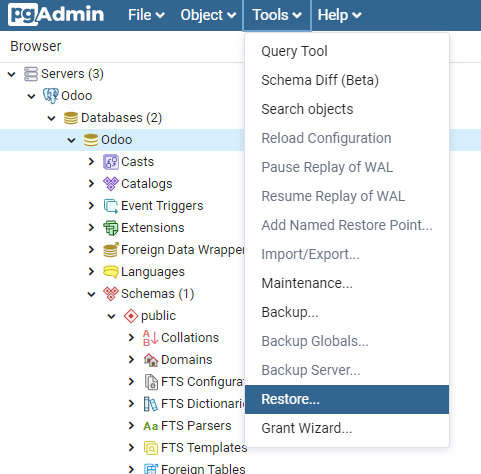 pgAdmin File Object Tools Help
Browser
Servers (3)
Odoo
Databases (2)
Odoo
Casts
Catalogs
Event Triggers
Extensions
Foreign Data Wrappe
Languages
Schemas (1)
public
Collations
Domains
FTS Configurat
FTS Dictionarie
FTS Parsers
FTS Templates
Foreign Tables
Query Tool
Schema Diff (Beta)
Search objects
Reload Configuration
Pause Replay of WAL
Resume Replay of WAL
Add Named Restore Point...
Import/Export...
Maintenance...
Backup...
Backup Globals...
Backup Server...
Restore...
Grant Wizard...